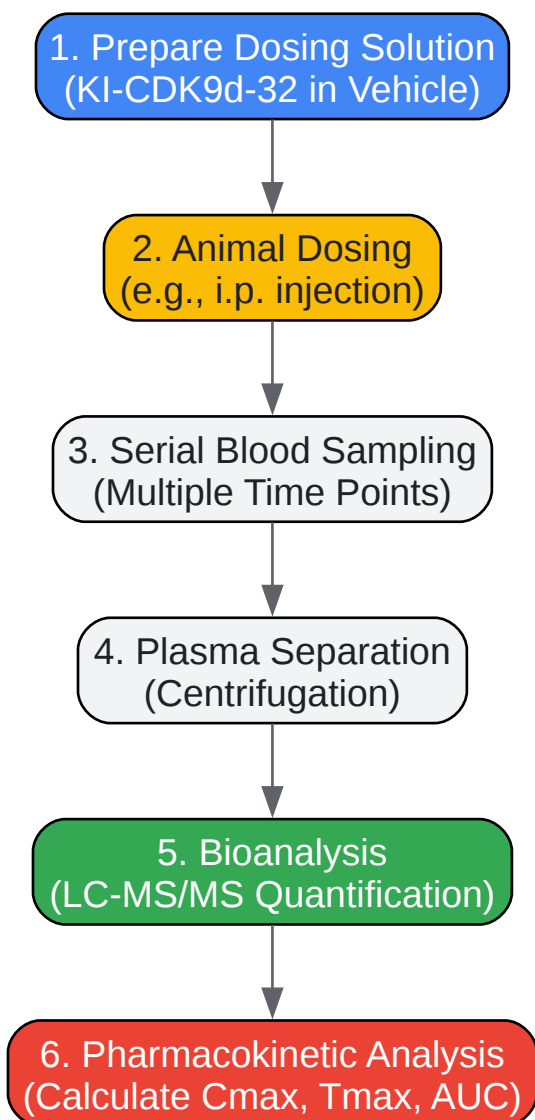 1. Prepare Dosing Solution
(KI-CDK9d-32 in Vehicle)
2. Animal Dosing
(e.g., i.p. injection)
3. Serial Blood Sampling
(Multiple Time Points)
4. Plasma Separation
(Centrifugation)
5. Bioanalysis
(LC-MS/MS Quantification)
6. Pharmacokinetic Analysis
(Calculate Cmax, Tmax, AUC)